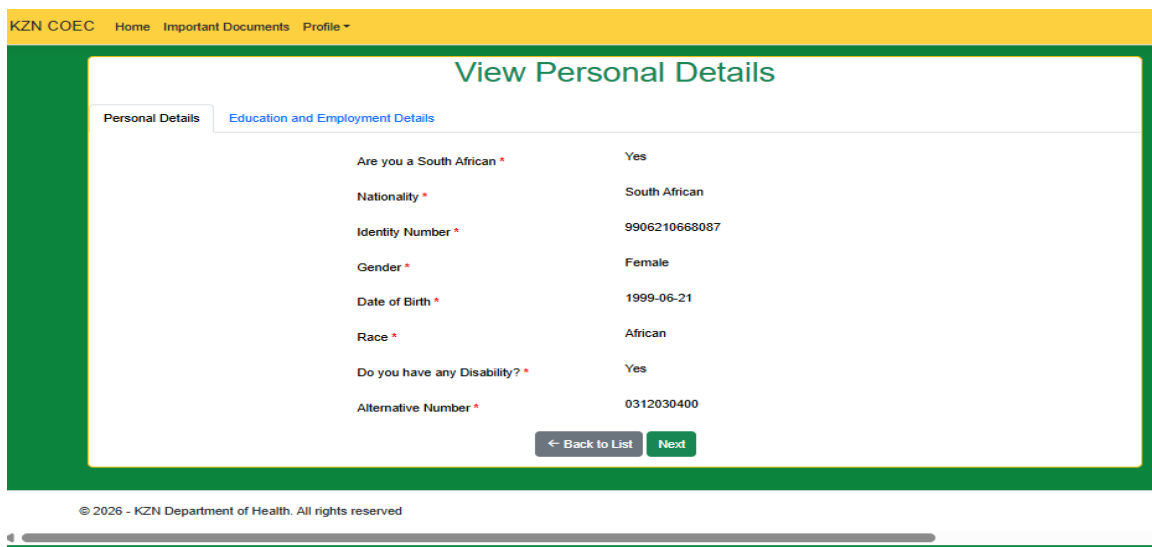 KZN COEC Home Important Documents Profile
View Personal Details
Personal Details Education and Employment Details
Are you a South African * Yes
Nationality * South African
Identity Number * 9906210668087
Gender * Female
Date of Birth * 1999-06-21
Race * African
Do you have any Disability? * Yes
Alternative Number * 0312030400
← Back to List Next
© 2026 - KZN Department of Health. All rights reserved